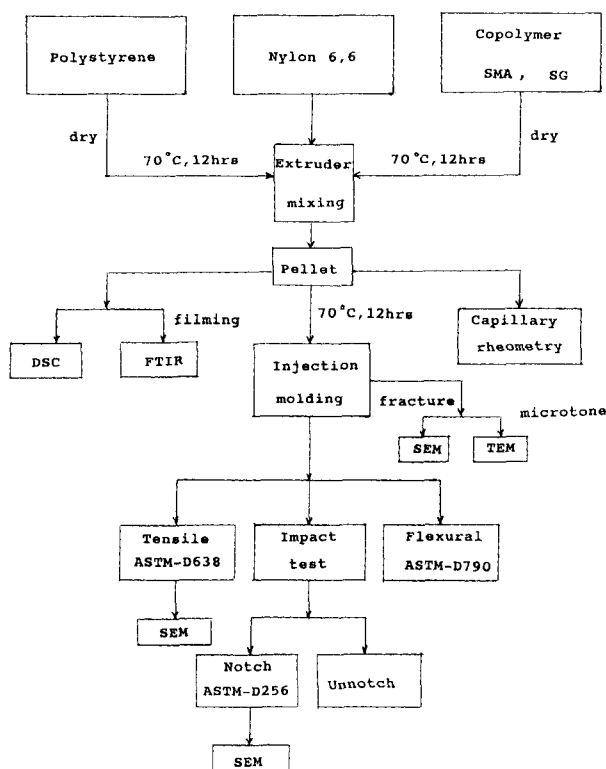 Polystyrene
Nylon 6,6
Copolymer
SMA, SG
dry
dry
70°C,12hrs
70°C,12hrs
Extruder
mixing
Pellet
filming
70°C,12hrs
Capillary
rheometry
DSC
FTIR
Injection
molding
fracture
microtone
SEM
TEM
Tensile
ASTM-D638
Impact
test
Flexural
ASTM-D790
SEM
Notch
ASTM-D256
Unnotch
SEM